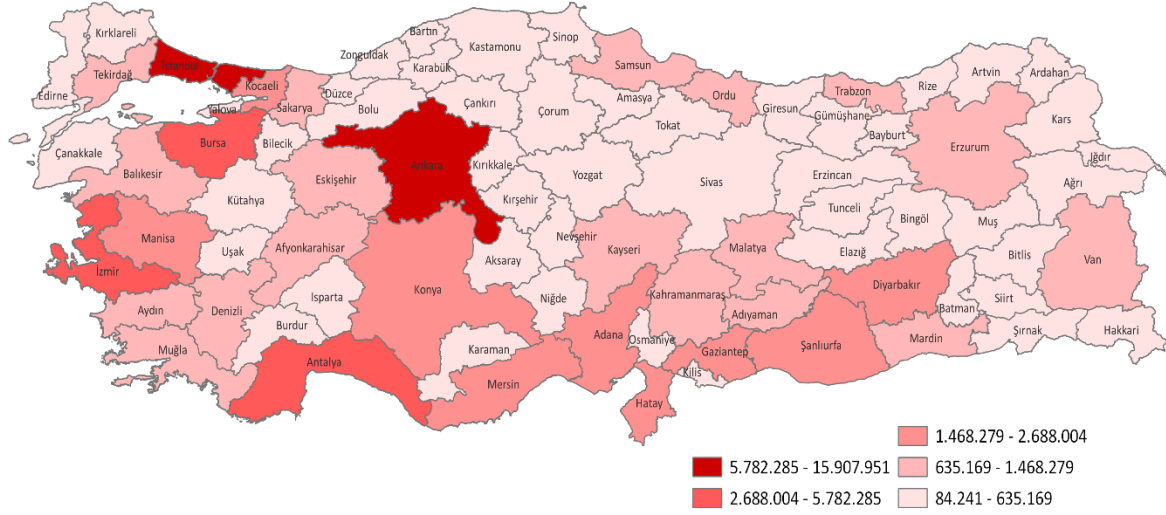 Kırklareli
Edirne
Tekirdağ
İstanbul
Kocaeli
Yalova
Sakarya
Düzce
Zonguldak
Bartın
Karabük
Kastamonu
Sinop
Bolu
Çankırı
Çorum
Samsun
Amasya
Tokat
Ordu
Giresun
Trabzon
Gümüşhane
Bayburt
Rize
Artvin
Ardahan
Kars
Iğdır
Ağrı
Erzurum
Erzincan
Çanakkale
Balıkesir
Bursa
Bilecik
Eskişehir
Kütahya
Ankara
Kırıkkale
Kırşehir
Yozgat
Sivas
Tunceli
Bingöl
Muş
Elazığ
Bitlis
Van
Manisa
İzmir
Uşak
Afyonkarahisar
Konya
Aksaray
Nevşehir
Niğde
Kayseri
Malatya
Kahramanmaraş
Adıyaman
Diyarbakır
Batman
Siirt
Şırnak
Hakkari
Mardin
Şanlıurfa
Aydın
Denizli
Muğla
Isparta
Burdur
Antalya
Karaman
Mersin
Adana
Osmaniye
Gaziantep
Kilis
Hatay
1.468.279 - 2.688.004
5.782.285 - 15.907.951
635.169 - 1.468.279
2.688.004 - 5.782.285
84.241 - 635.169